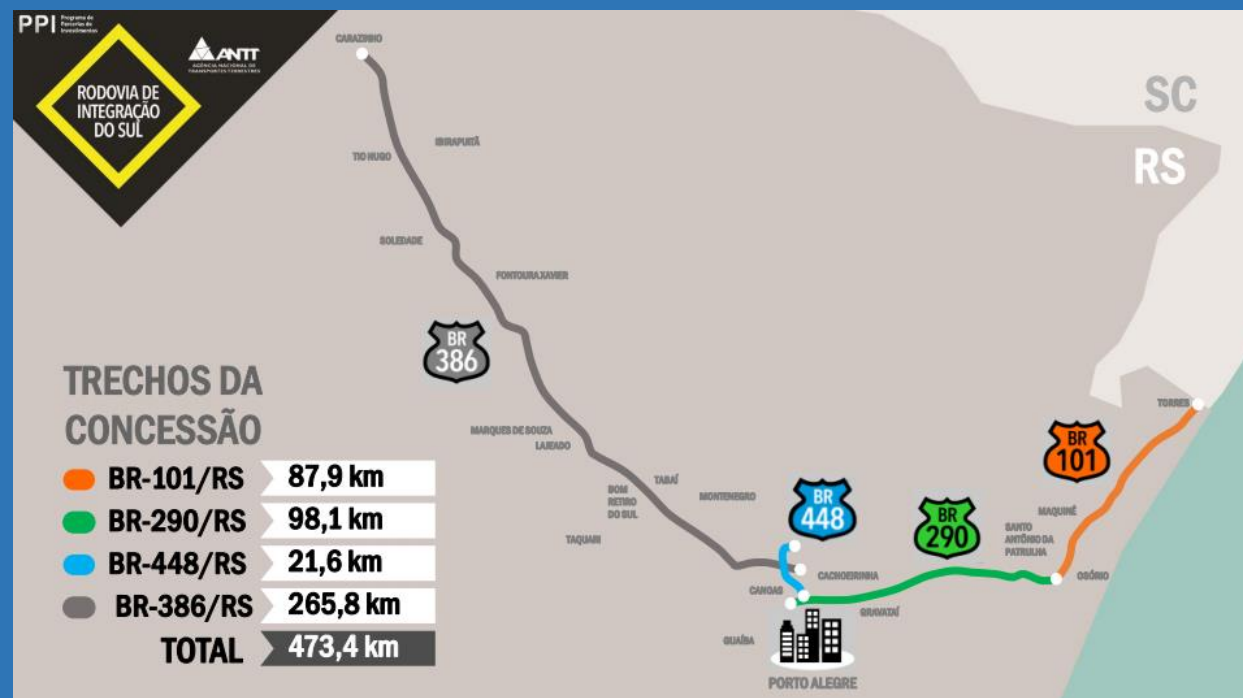 PPI
Programa de
Parcerias de
Investimentos
ANTT
AGÊNCIA NACIONAL DE
TRANSPORTES TERRESTRES
RODOVIA DE
INTEGRAÇÃO
DO SUL
CARAZINHO
SC
RS
IBIRAPUITÃ
TIO HUGO
SOLEDADE
FONTOURA XAVIER
BR
386
TRECHOS DA
CONCESSÃO
BR-101/RS 87,9 km
BR-290/RS 98,1 km
BR-448/RS 21,6 km
BR-386/RS 265,8 km
TOTAL 473,4 km
MARQUES DE SOUZA
LAJEADO
BOM
RETIRO
DO SUL
TABAÍ
TAQUARI
MONTENEGRO
BR
448
BR
290
BR
101
TORRES
MAQUINÉ
SANTO
ANTÔNIO DA
PATRULHA
OSÓRIO
CACHOEIRINHA
CANOAS
GRAVATAÍ
GUAÍBA
PORTO ALEGRE